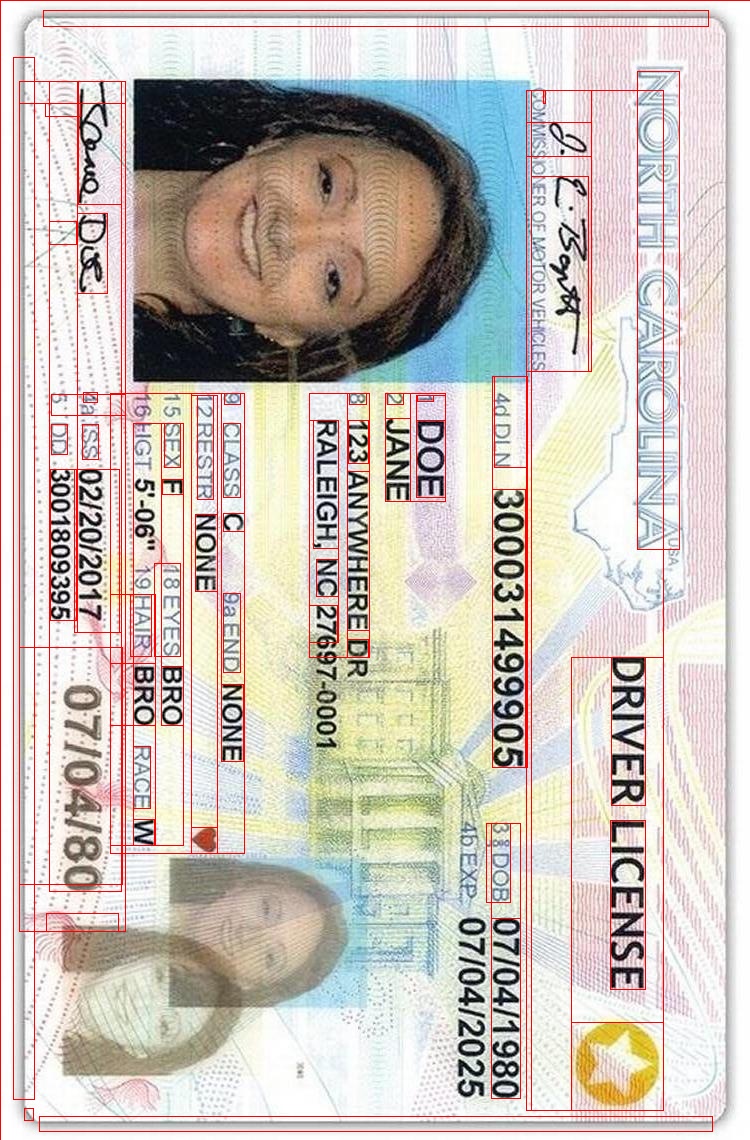 NORTH CAROLINA USA
DRIVER LICENSE
COMMISSIONER OF MOTOR VEHICLES
4d DLN 000031499905
3 DOB 07/04/1980
4b EXP 07/04/2025
1 DOE
2 JANE
8 123 ANYWHERE DR
RALEIGH, NC 27697-0001
9 CLASS C 9a END NONE
12 RESTR NONE
15 SEX F 18 EYES BRO
16 HGT 5'-06" 19 HAIR BRO RACE W
4a ISS 02/20/2017
5 DD 3001809395
07/04/80
Jane Doe